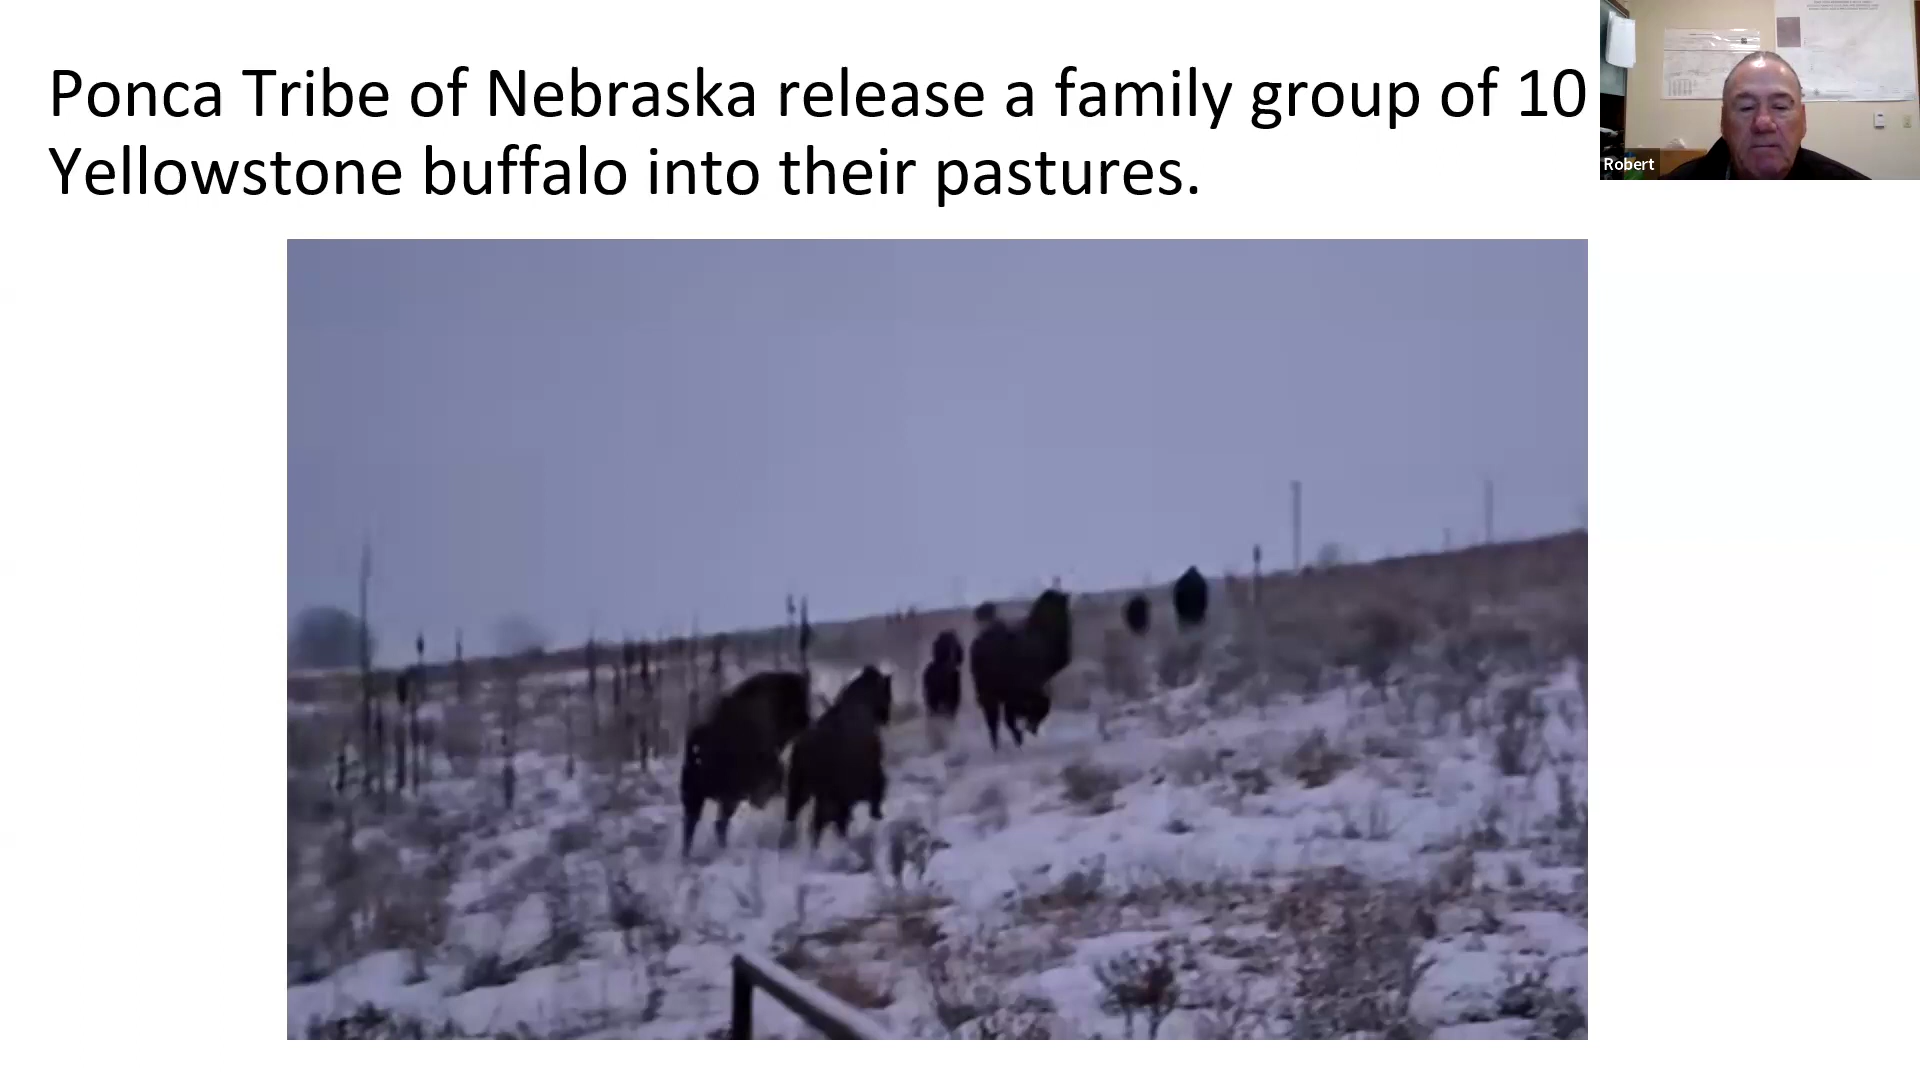 Ponca Tribe of Nebraska release a family group of 10
Yellowstone buffalo into their pastures.
Robert